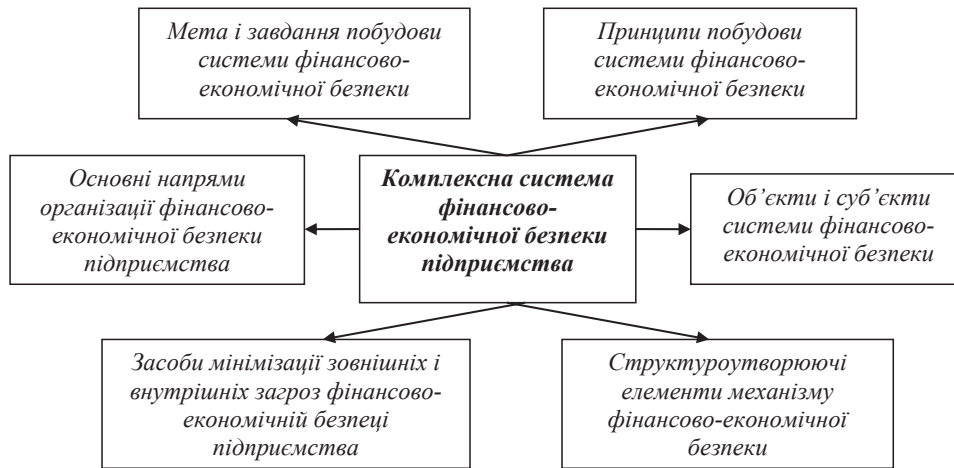 Мета і завдання побудови
системи фінансово-
економічної безпеки
Принципи побудови
системи фінансово-
економічної безпеки
Основні напрями
організації фінансово-
економічної безпеки
підприємства
Комплексна система
фінансово-
економічної безпеки
підприємства
Об’єкти і суб’єкти
системи фінансово-
економічної безпеки
Засоби мінімізації зовнішніх і
внутрішніх загроз фінансово-
економічній безпеці
підприємства
Структуроутворюючі
елементи механізму
фінансово-економічної
безпеки